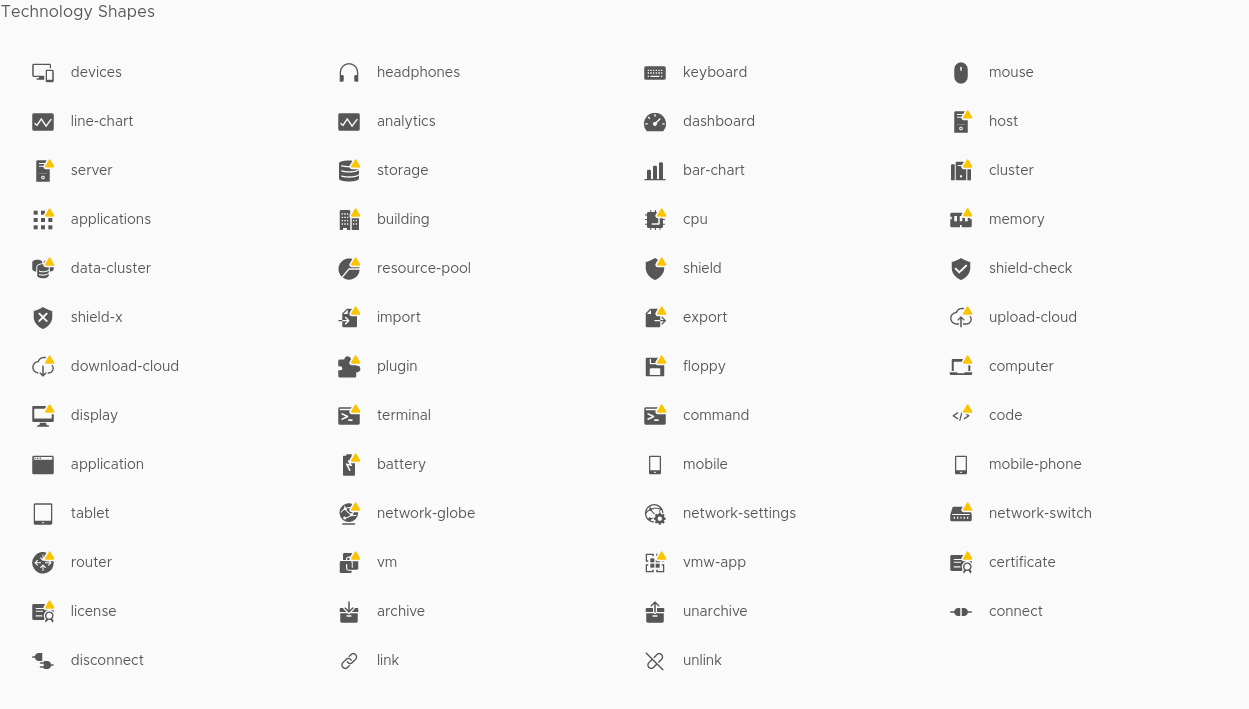 Technology Shapes
devices headphones keyboard mouse
line-chart analytics dashboard host
server storage bar-chart cluster
applications building cpu memory
data-cluster resource-pool shield shield-check
shield-x import export upload-cloud
download-cloud plugin floppy computer
display terminal command code
application battery mobile mobile-phone
tablet network-globe network-settings network-switch
router vm vmw-app certificate
license archive unarchive connect
disconnect link unlink